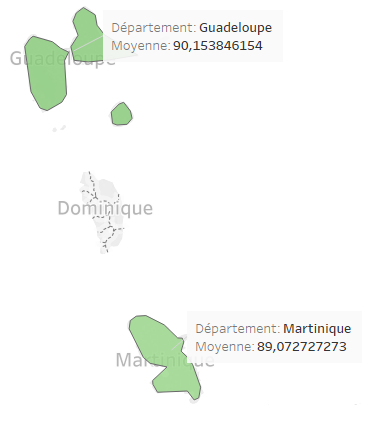 Département: Guadeloupe
Moyenne: 90,153846154
Guadeloupe
Dominique
Département: Martinique
Moyenne: 89,072727273
Martinique